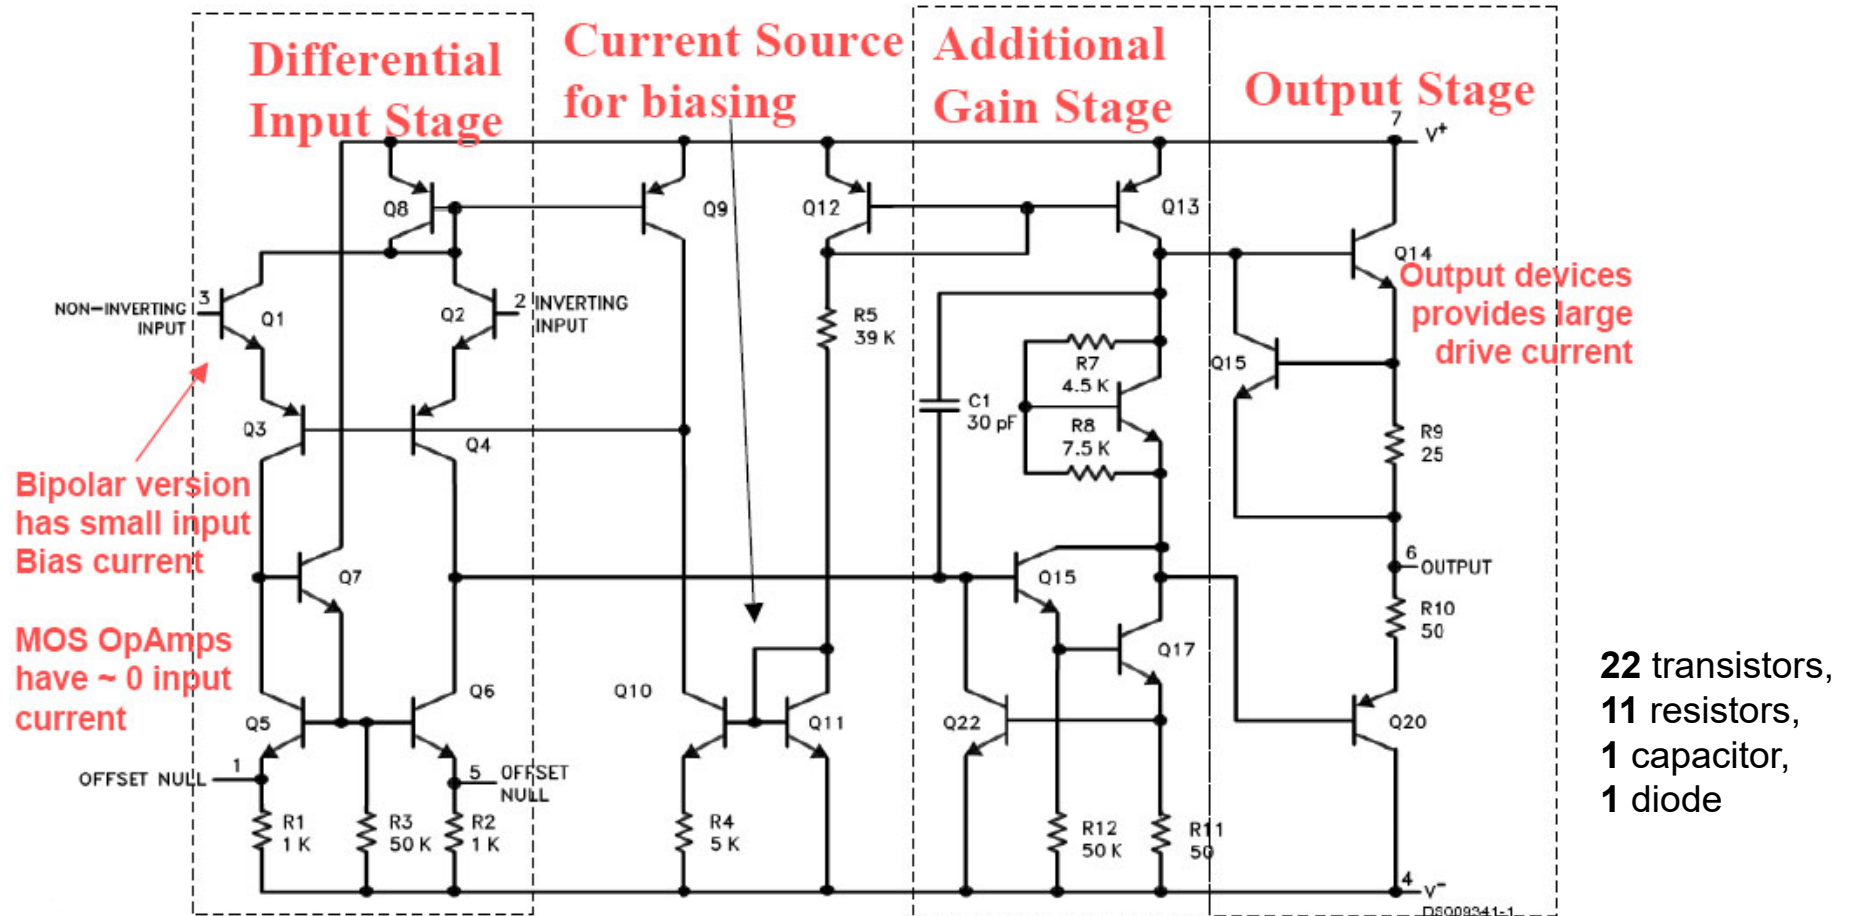 Differential
Input Stage
Current Source
for biasing
Additional
Gain Stage
Output Stage
7
V+
Q8
Q9
Q12
Q13
Q14
Output devices
provides large
drive current
NON-INVERTING
INPUT
3
Q1
Q2
2
INVERTING
INPUT
R5
39 K
R7
4.5 K
Q15
C1
30 pF
R8
7.5 K
Q3
Q4
R9
25
Bipolar version
has small input
Bias current
Q7
Q15
6
OUTPUT
R10
50
MOS OpAmps
have ~ 0 input
current
Q17
Q5
Q6
Q10
Q11
Q22
Q20
22 transistors,
11 resistors,
1 capacitor,
1 diode
OFFSET NULL
1
5
OFFSET
NULL
R1
1 K
R3
50 K
R2
1 K
R4
5 K
R12
50 K
R11
50
4
V−
DS009341-1